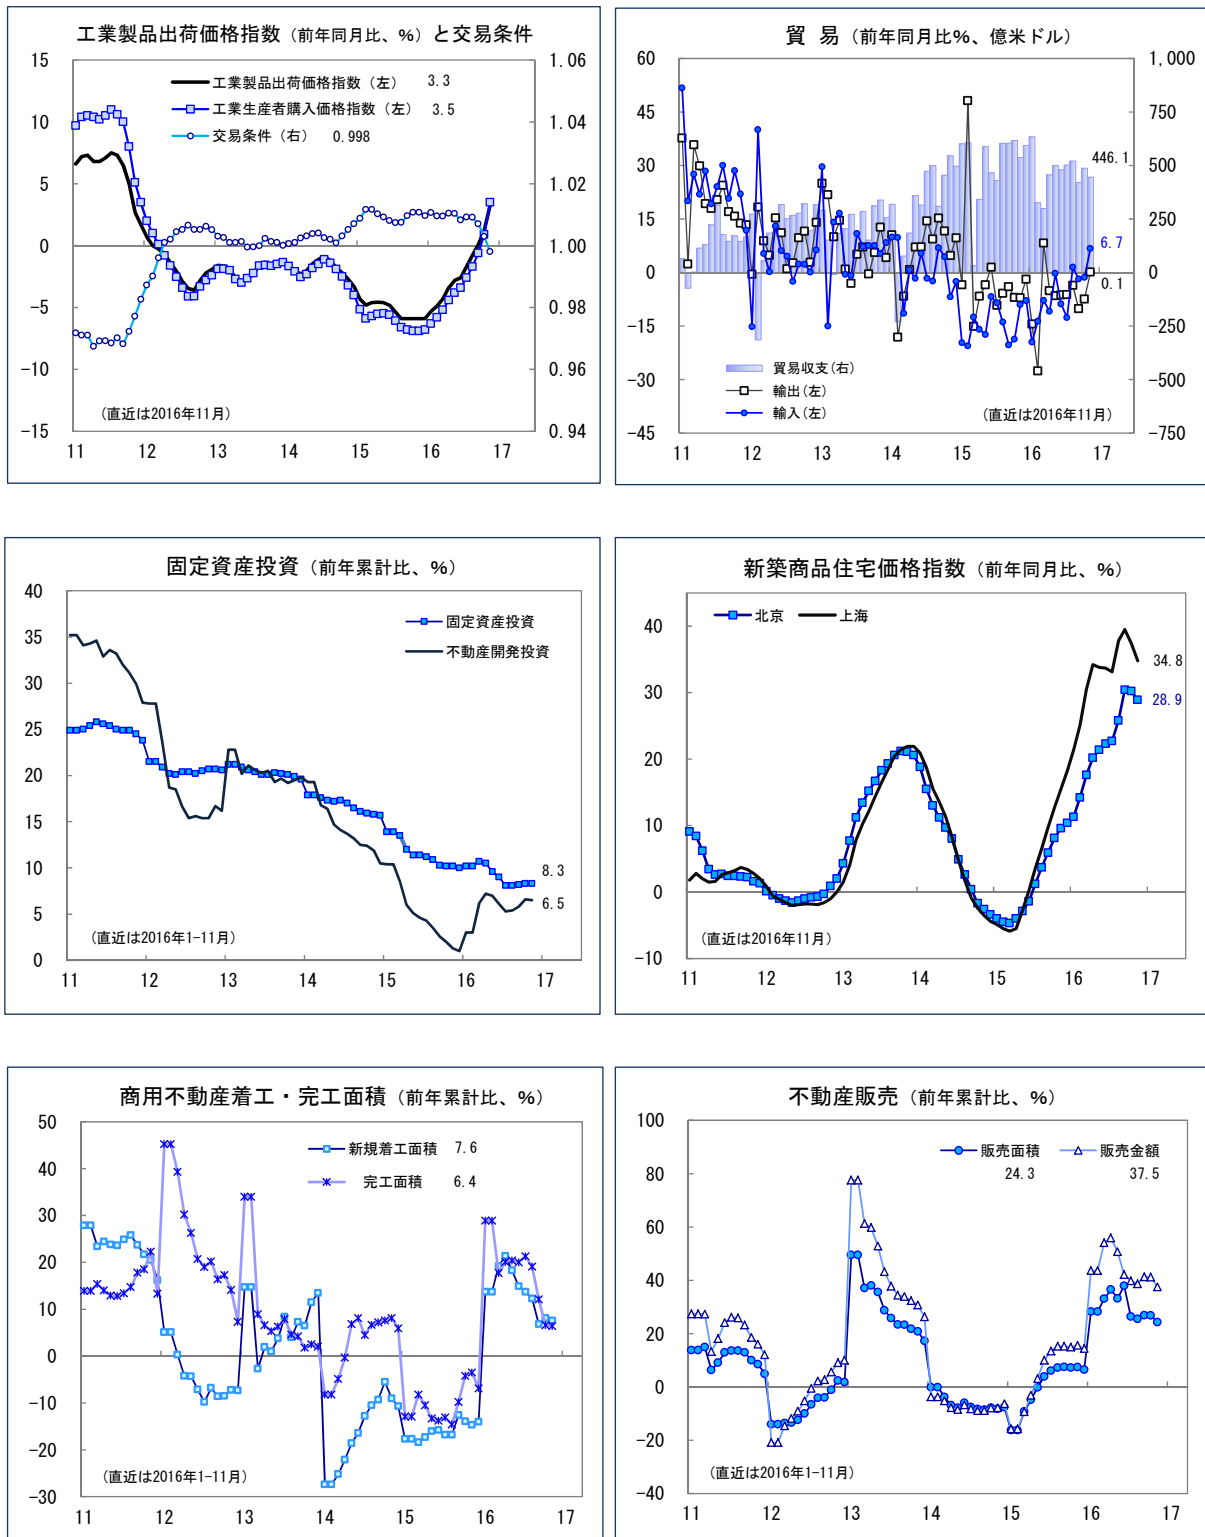 工業製品出荷価格指数（前年同月比、%）と交易条件
15
10
5
0
-5
-10
-15
1.06
1.04
1.02
1.00
0.98
0.96
0.94
工業製品出荷価格指数（左） 3.3
工業生産者購入価格指数（左） 3.5
交易条件（右） 0.998
（直近は2016年11月）
11 12 13 14 15 16 17
貿 易（前年同月比%、億米ドル）
60
45
30
15
0
-15
-30
-45
1,000
750
500
250
0
-250
-500
-750
446.1
6.7
0.1
貿易収支(右)
輸出(左)
輸入(左)
（直近は2016年11月）
11 12 13 14 15 16 17
固定資産投資（前年累計比、%）
40
35
30
25
20
15
10
5
0
固定資産投資
不動産開発投資
8.3
6.5
（直近は2016年1-11月）
11 12 13 14 15 16 17
新築商品住宅価格指数（前年同月比、%）
40
30
20
10
0
-10
北京 上海
34.8
28.9
（直近は2016年11月）
11 12 13 14 15 16 17
商用不動産着工・完工面積（前年累計比、%）
50
40
30
20
10
0
-10
-20
-30
新規着工面積 7.6
完工面積 6.4
（直近は2016年1-11月）
11 12 13 14 15 16 17
不動産販売（前年累計比、%）
100
80
60
40
20
0
-20
-40
販売面積 販売金額
24.3 37.5
（直近は2016年1-11月）
11 12 13 14 15 16 17